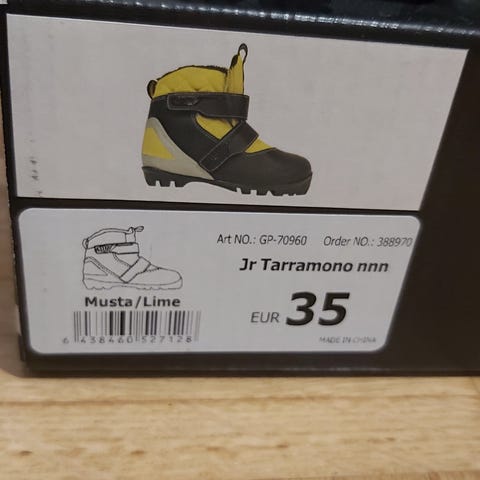 Art NO.: GP-70960 Order NO.: 388970
Jr Tarramono nnn
Musta/Lime
EUR 35
6 438460 527128
MADE IN CHINA